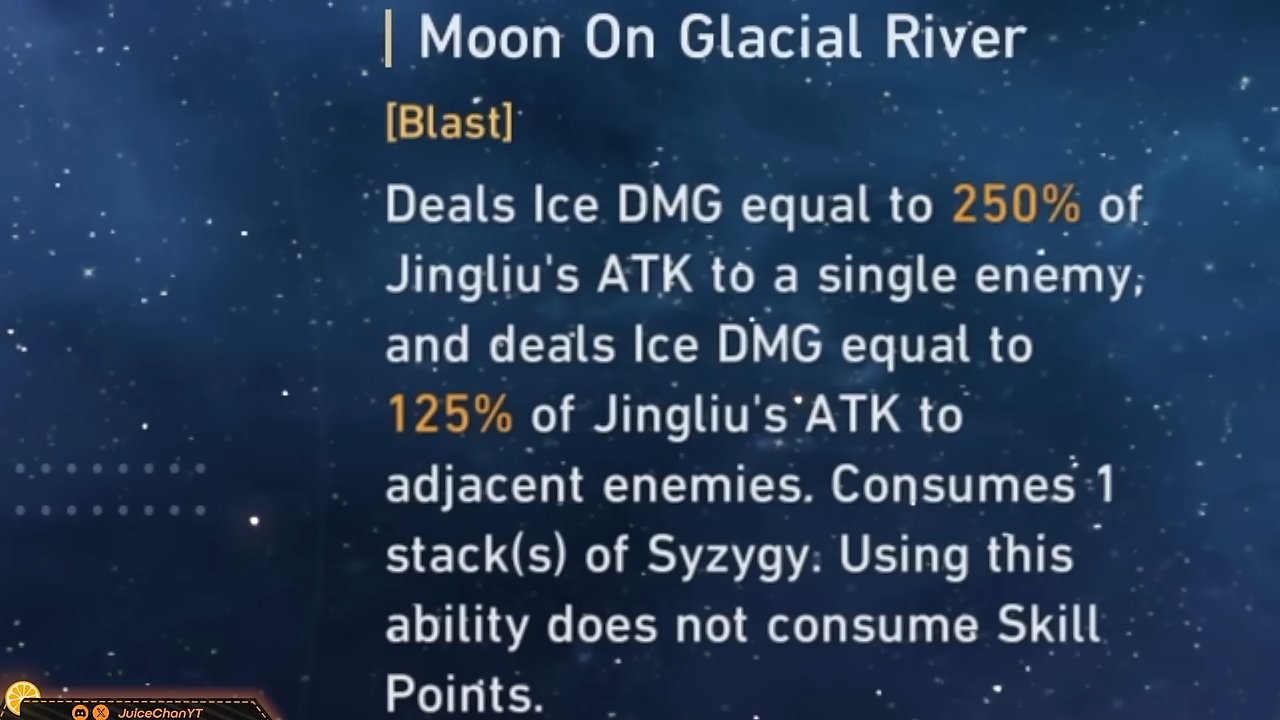 Moon On Glacial River
[Blast]
Deals Ice DMG equal to 250% of
Jingliu's ATK to a single enemy,
and deals Ice DMG equal to
125% of Jingliu's ATK to
adjacent enemies. Consumes 1
stack(s) of Syzygy. Using this
ability does not consume Skill
Points.
JuiceChanYT